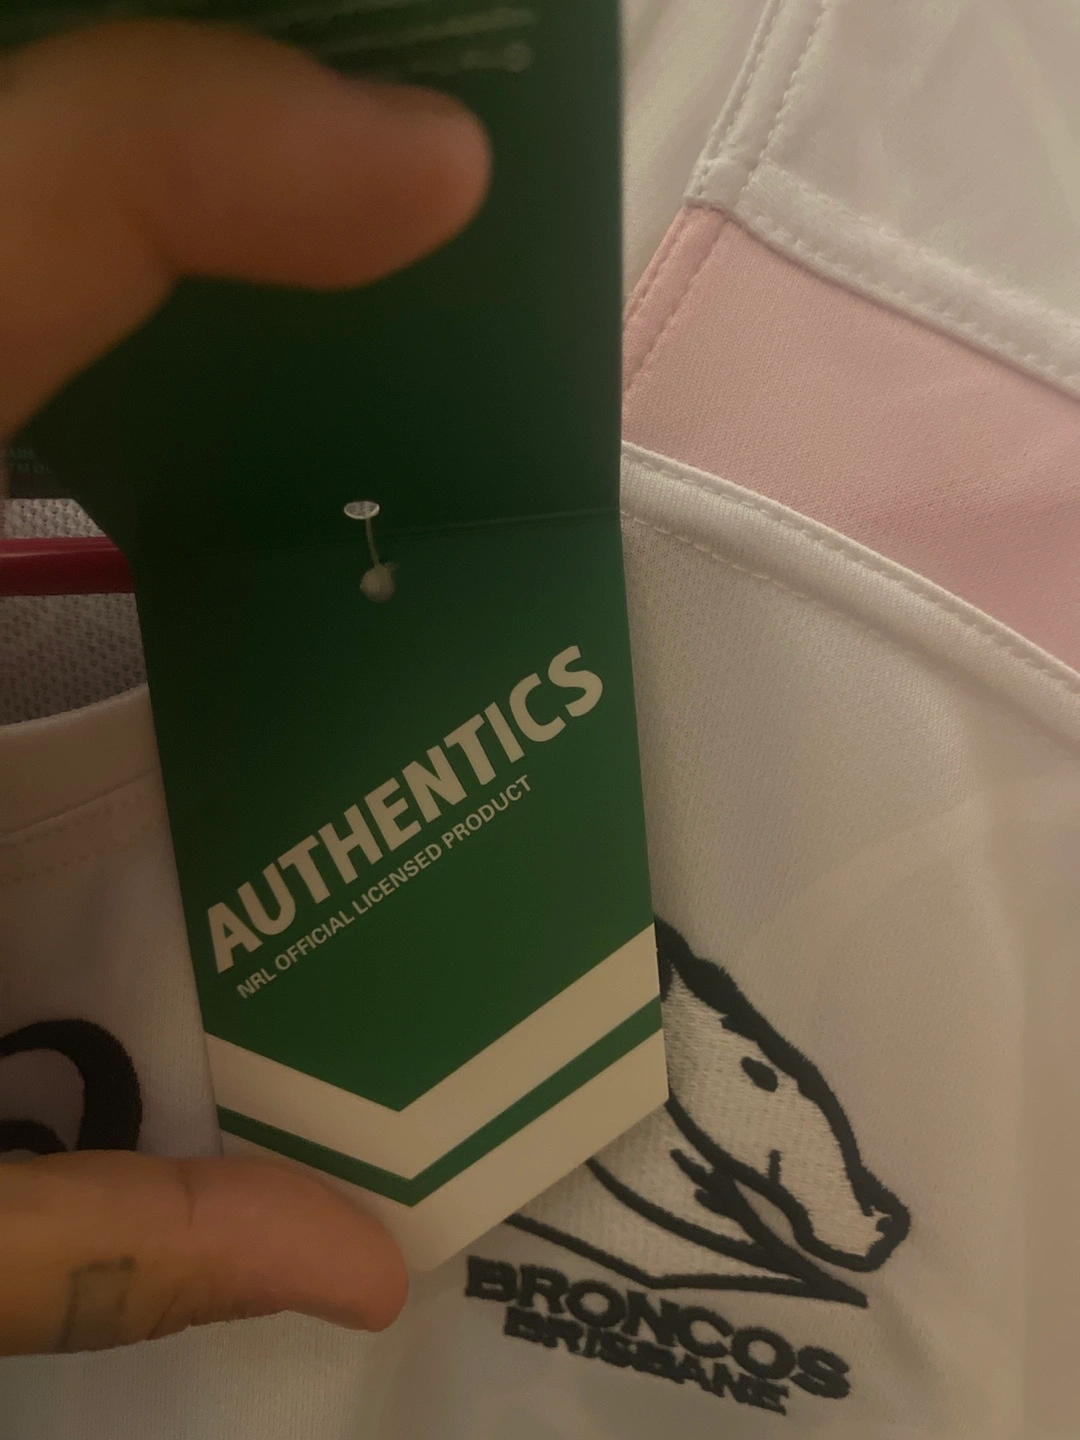 AUTHENTICS
NRL OFFICIAL LICENSED PRODUCT
BRONCOS
BRISBANE